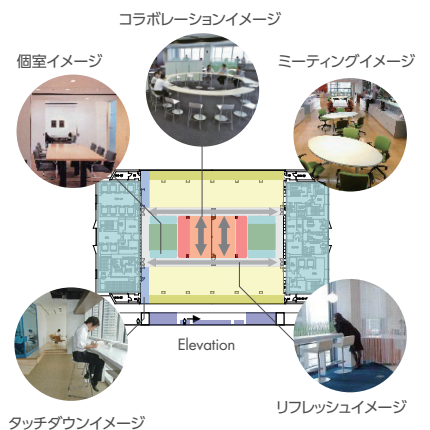 コラボレーションイメージ
個室イメージ
ミーティングイメージ
Elevation
リフレッシュイメージ
タッチダウンイメージ